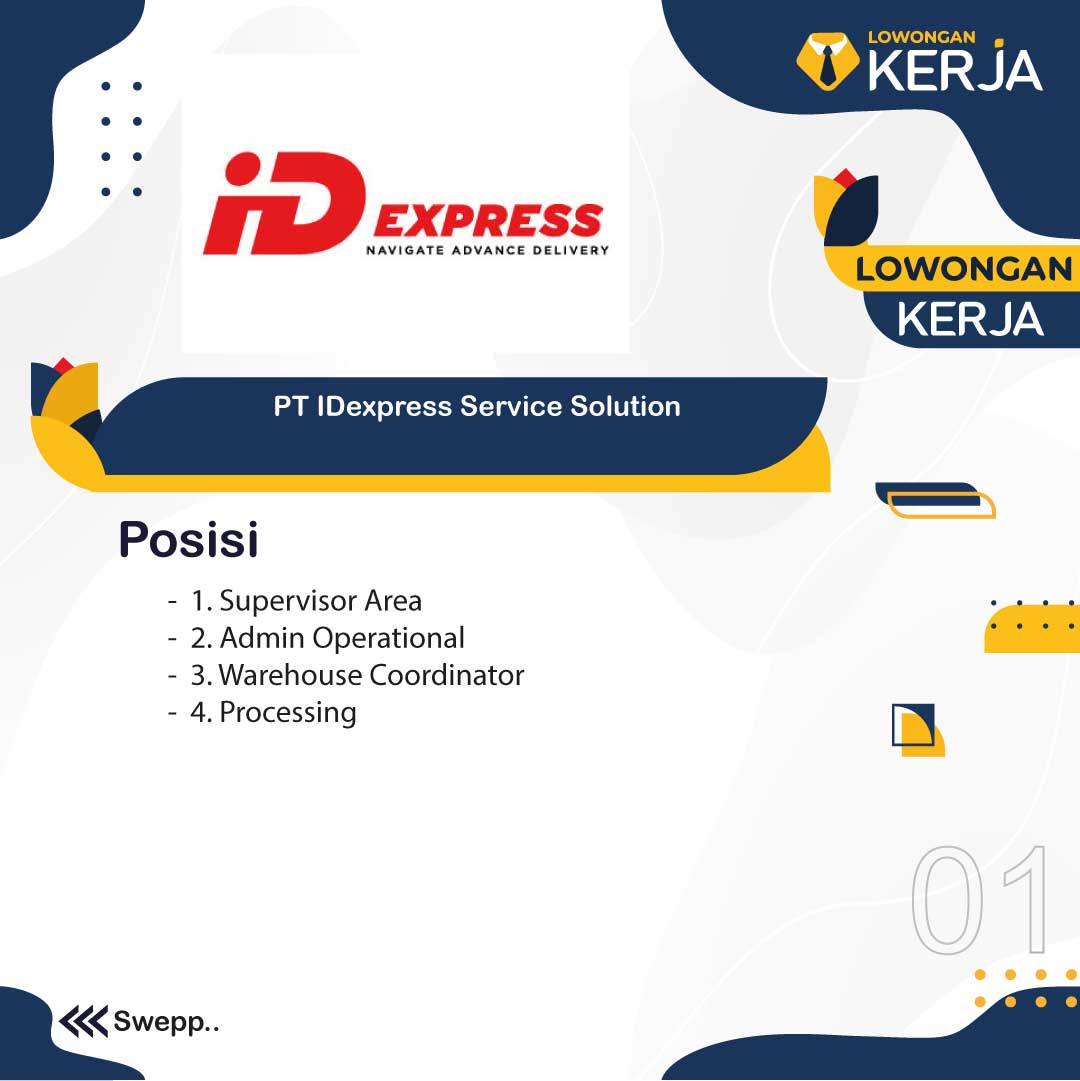 LOWONGAN
KERJA
iD EXPRESS
NAVIGATE ADVANCE DELIVERY
LOWONGAN
KERJA
PT IDexpress Service Solution
Posisi
- 1. Supervisor Area
- 2. Admin Operational
- 3. Warehouse Coordinator
- 4. Processing
01
Swepp..